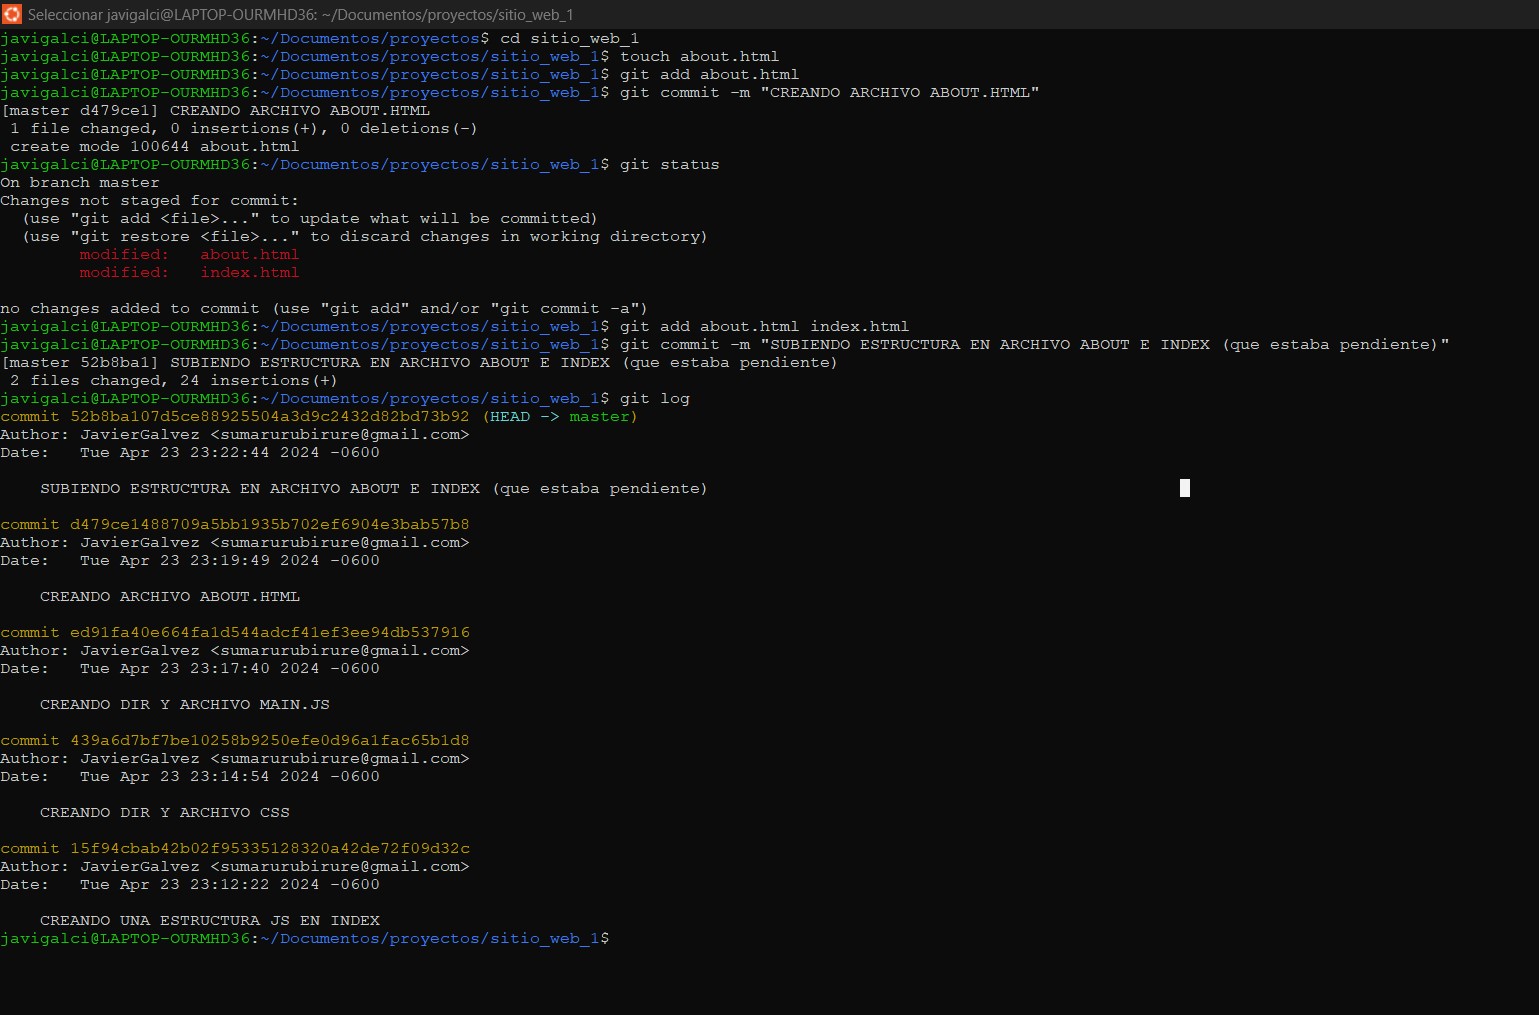 Seleccionar javigalci@LAPTOP-OURMHD36: ~/Documentos/proyectos/sitio_web_1
javigalci@LAPTOP-OURMHD36:~/Documentos/proyectos$ cd sitio_web_1
javigalci@LAPTOP-OURMHD36:~/Documentos/proyectos/sitio_web_1$ touch about.html
javigalci@LAPTOP-OURMHD36:~/Documentos/proyectos/sitio_web_1$ git add about.html
javigalci@LAPTOP-OURMHD36:~/Documentos/proyectos/sitio_web_1$ git commit -m "CREANDO ARCHIVO ABOUT.HTML"
[master d479ce1] CREANDO ARCHIVO ABOUT.HTML
 1 file changed, 0 insertions(+), 0 deletions(-)
 create mode 100644 about.html
javigalci@LAPTOP-OURMHD36:~/Documentos/proyectos/sitio_web_1$ git status
On branch master
Changes not staged for commit:
  (use "git add <file>..." to update what will be committed)
  (use "git restore <file>..." to discard changes in working directory)
        modified:   about.html
        modified:   index.html

no changes added to commit (use "git add" and/or "git commit -a")
javigalci@LAPTOP-OURMHD36:~/Documentos/proyectos/sitio_web_1$ git add about.html index.html
javigalci@LAPTOP-OURMHD36:~/Documentos/proyectos/sitio_web_1$ git commit -m "SUBIENDO ESTRUCTURA EN ARCHIVO ABOUT E INDEX (que estaba pendiente)"
[master 52b8ba1] SUBIENDO ESTRUCTURA EN ARCHIVO ABOUT E INDEX (que estaba pendiente)
 2 files changed, 24 insertions(+)
javigalci@LAPTOP-OURMHD36:~/Documentos/proyectos/sitio_web_1$ git log
commit 52b8ba107d5ce88925504a3d9c2432d82bd73b92 (HEAD -> master)
Author: JavierGalvez <sumarurubirure@gmail.com>
Date:   Tue Apr 23 23:22:44 2024 -0600

    SUBIENDO ESTRUCTURA EN ARCHIVO ABOUT E INDEX (que estaba pendiente)

commit d479ce1488709a5bb1935b702ef6904e3bab57b8
Author: JavierGalvez <sumarurubirure@gmail.com>
Date:   Tue Apr 23 23:19:49 2024 -0600

    CREANDO ARCHIVO ABOUT.HTML

commit ed91fa40e664fa1d544adcf41ef3ee94db537916
Author: JavierGalvez <sumarurubirure@gmail.com>
Date:   Tue Apr 23 23:17:40 2024 -0600

    CREANDO DIR Y ARCHIVO MAIN.JS

commit 439a6d7bf7be10258b9250efe0d96a1fac65b1d8
Author: JavierGalvez <sumarurubirure@gmail.com>
Date:   Tue Apr 23 23:14:54 2024 -0600

    CREANDO DIR Y ARCHIVO CSS

commit 15f94cbab42b02f95335128320a42de72f09d32c
Author: JavierGalvez <sumarurubirure@gmail.com>
Date:   Tue Apr 23 23:12:22 2024 -0600

    CREANDO UNA ESTRUCTURA JS EN INDEX
javigalci@LAPTOP-OURMHD36:~/Documentos/proyectos/sitio_web_1$